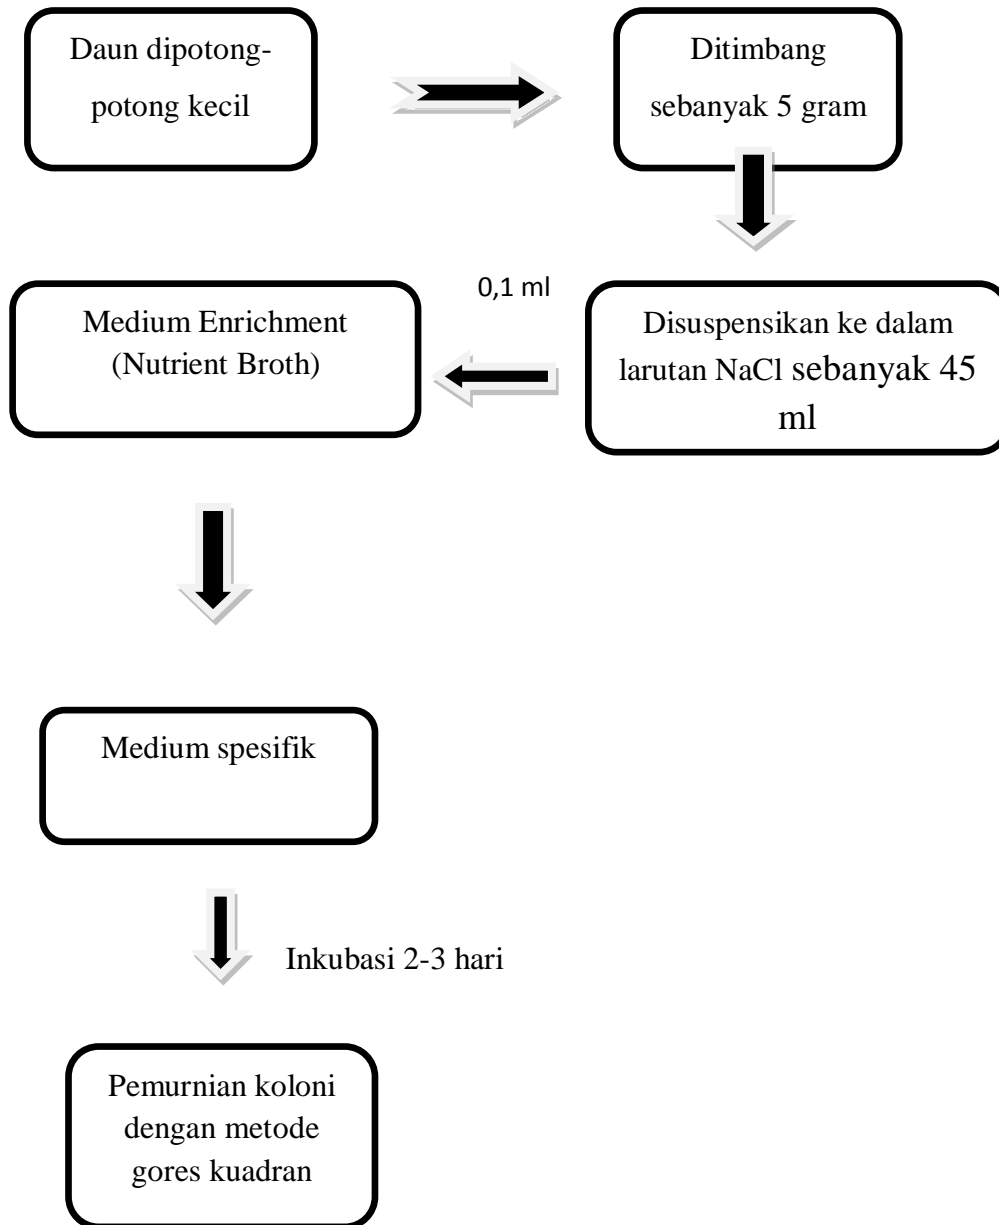 Daun dipotong-
potong kecil
Ditimbang
sebanyak 5 gram
Disuspensikan ke dalam
larutan NaCl sebanyak 45
ml
0,1 ml
Medium Enrichment
(Nutrient Broth)
Medium spesifik
Inkubasi 2-3 hari
Pemurnian koloni
dengan metode
gores kuadran